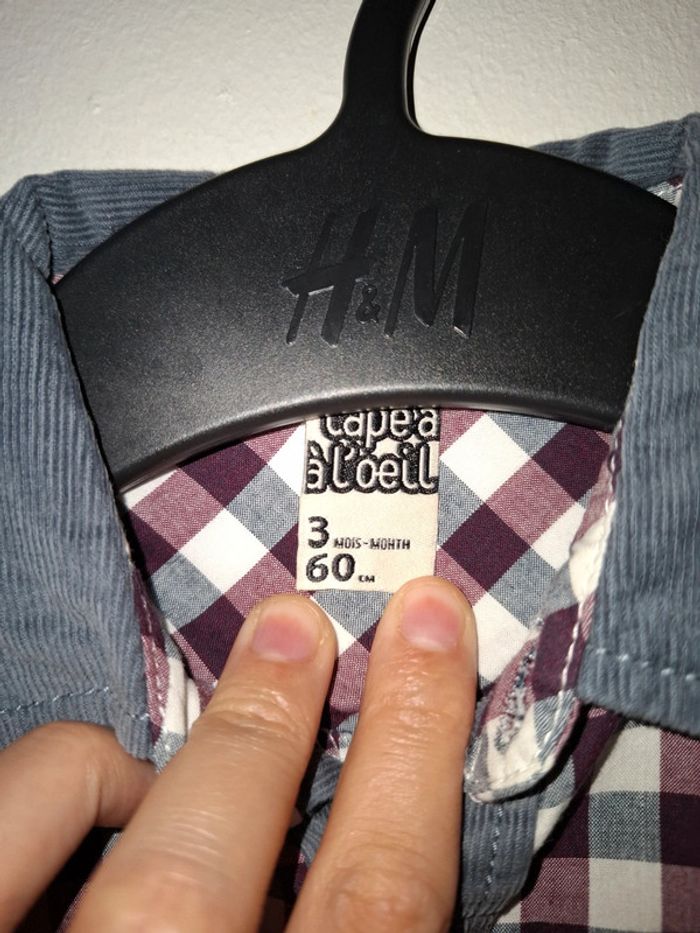 H&M
tape à
à l'oeil
3 MOIS-MONTH
60 CM